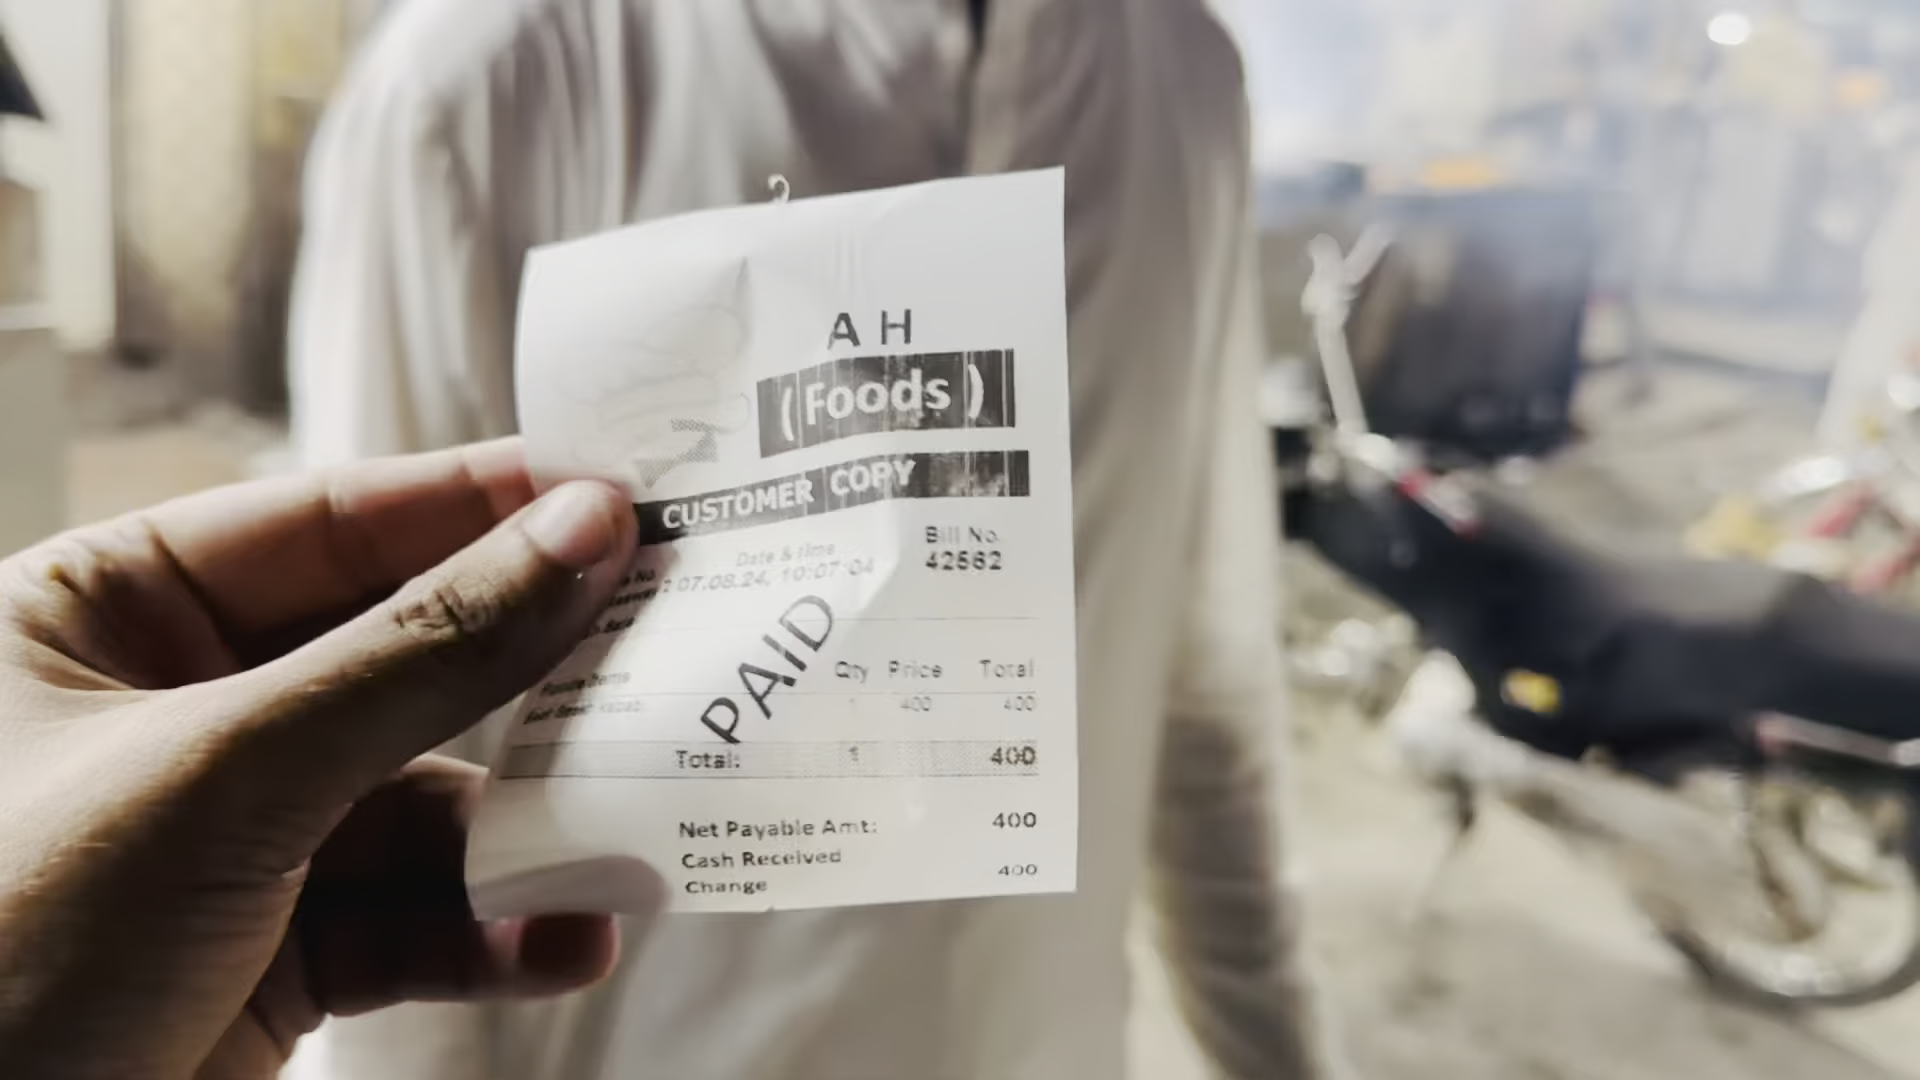 A H
(Foods)
CUSTOMER COPY
Date & time
Bill No.
07.08.24, 10:07:04
42562
PAID
Qty Price Total
1 400 400
Total: 1 400
Net Payable Amt: 400
Cash Received 400
Change